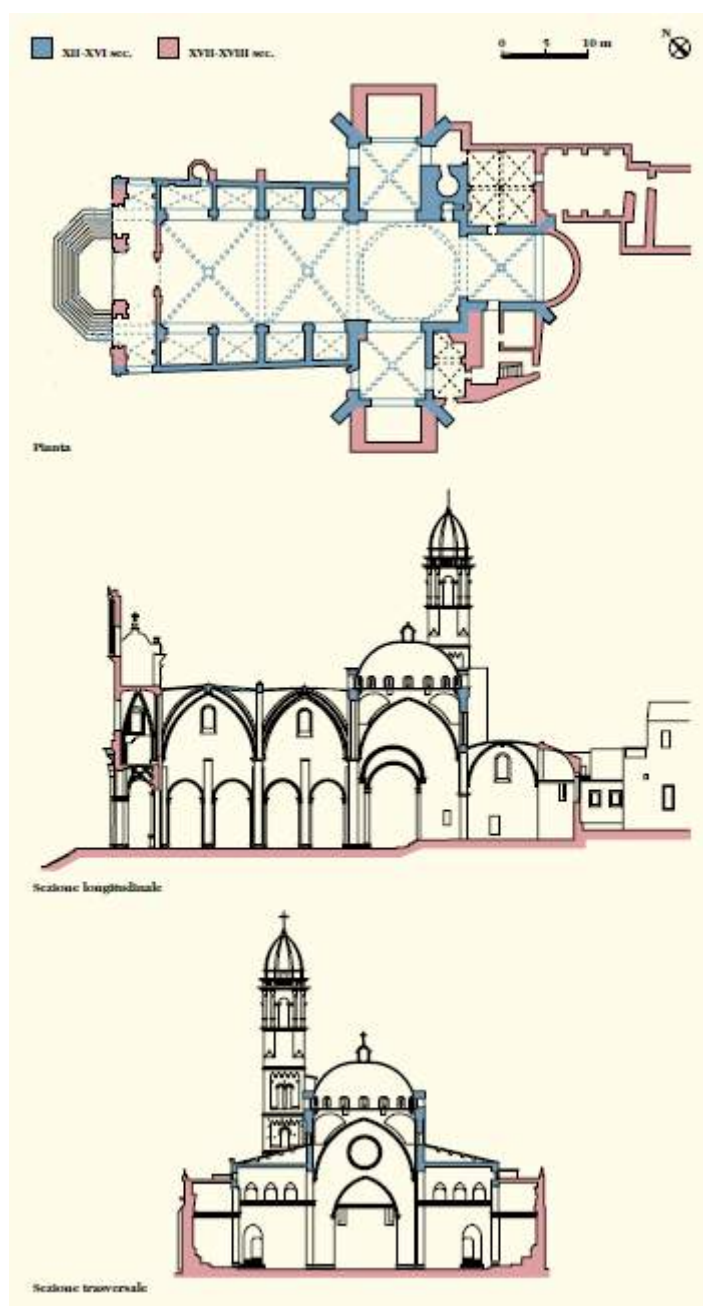 XII-XVI sec.
XVII-XVIII sec.
0 5 10 m
N
Pianta
Sezione longitudinale
Sezione trasversale